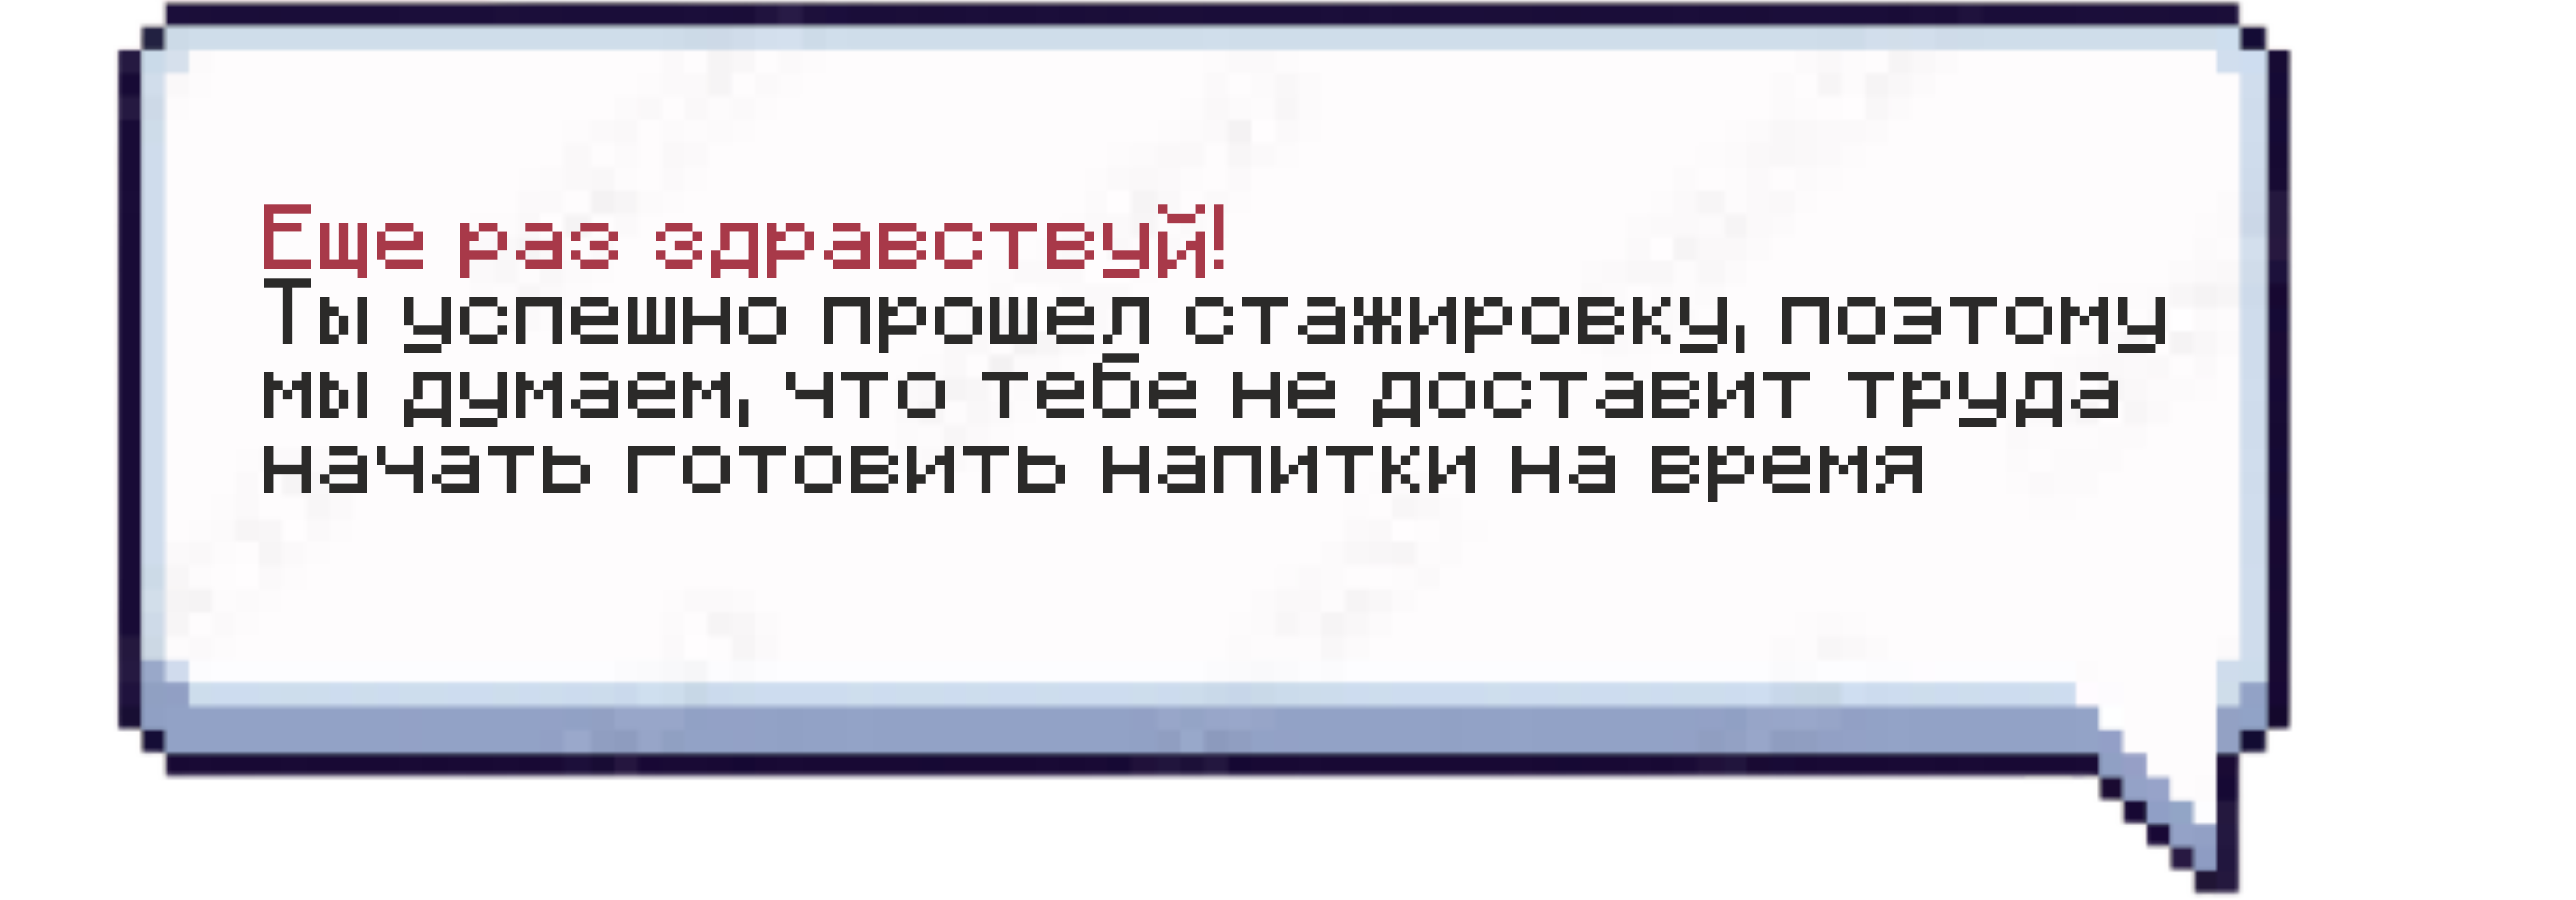 Еще раз здравствуй!
Ты успешно прошел стажировку, поэтому
мы думаем, что тебе не доставит труда
начать готовить напитки на время